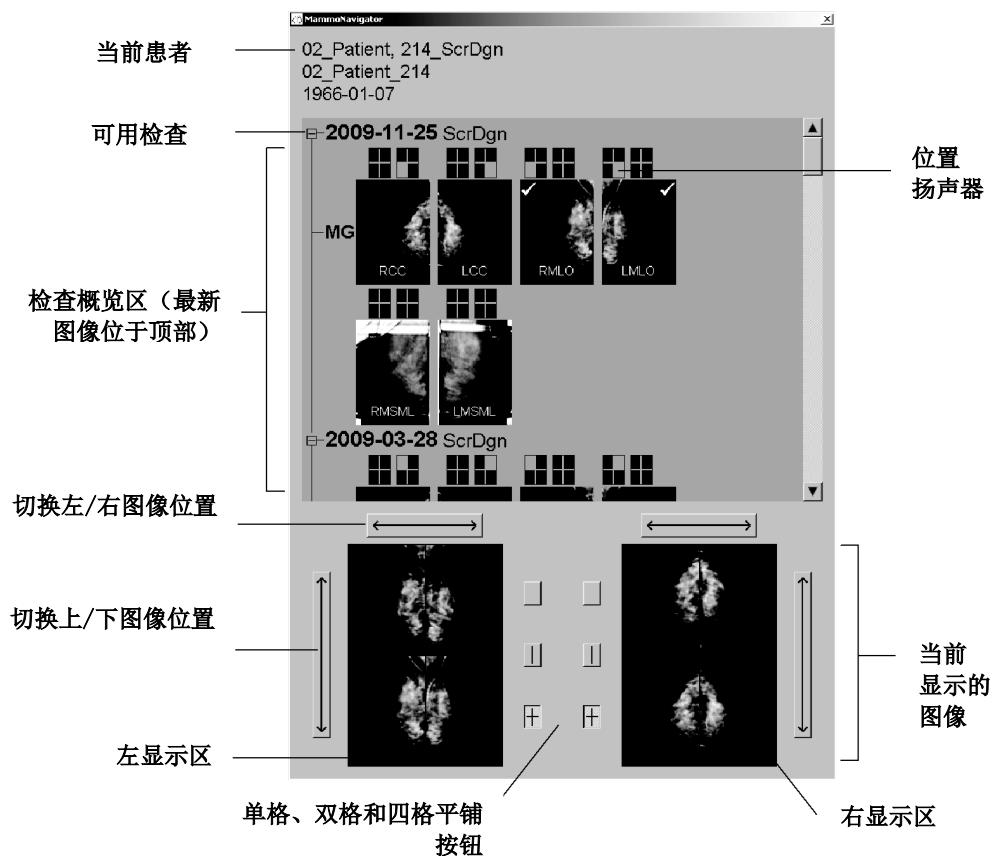 MammoNavigator
当前患者
02_Patient, 214_ScrDgn
02_Patient_214
1966-01-07
可用检查
2009-11-25 ScrDgn
位置
扬声器
MG
RCC
LCC
RMLO
LMLO
检查概览区（最新
图像位于顶部）
RMSML
LMSML
2009-03-28 ScrDgn
切换左/右图像位置
切换上/下图像位置
当前
显示的
图像
左显示区
单格、双格和四格平铺
按钮
右显示区